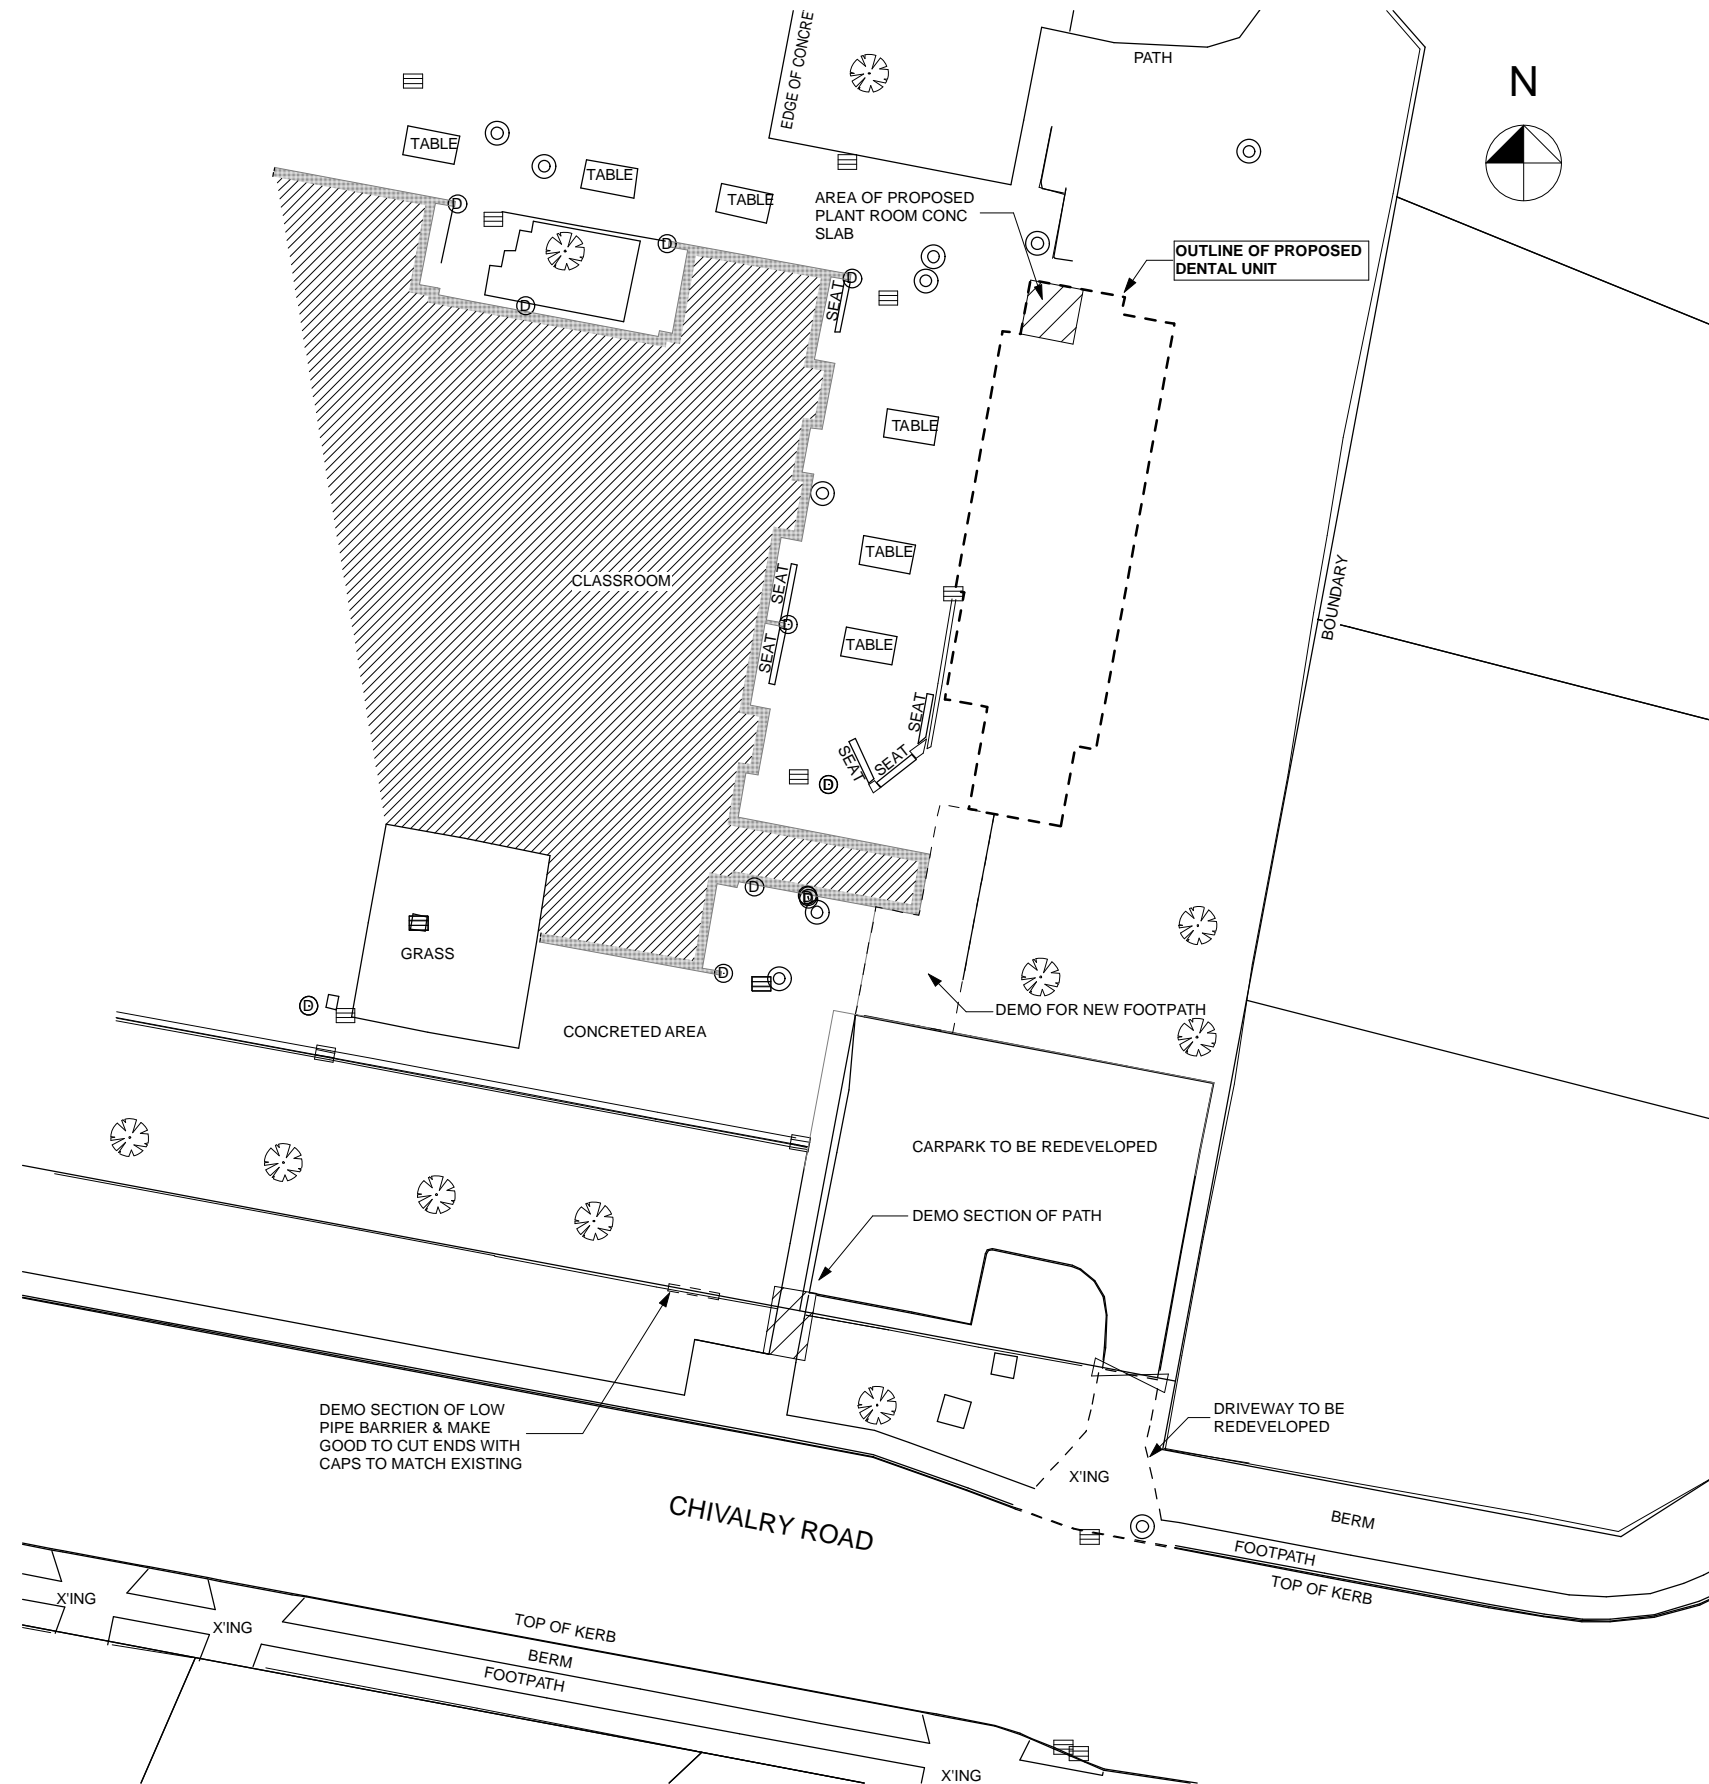 EDGE OF CONCRE
PATH
N
TABLE
TABLE
TABLE
AREA OF PROPOSED
PLANT ROOM CONC
SLAB
OUTLINE OF PROPOSED
DENTAL UNIT
D
D
D
D
SEAT
TABLE
TABLE
CLASSROOM
SEAT
D
SEAT
TABLE
BOUNDARY
SEAT
SEAT
SEAT
D
D
D
GRASS
D
D
CONCRETED AREA
DEMO FOR NEW FOOTPATH
CARPARK TO BE REDEVELOPED
DEMO SECTION OF PATH
DEMO SECTION OF LOW
PIPE BARRIER & MAKE
GOOD TO CUT ENDS WITH
CAPS TO MATCH EXISTING
DRIVEWAY TO BE
REDEVELOPED
X'ING
CHIVALRY ROAD
BERM
FOOTPATH
TOP OF KERB
X'ING
X'ING
TOP OF KERB
BERM
FOOTPATH
X'ING